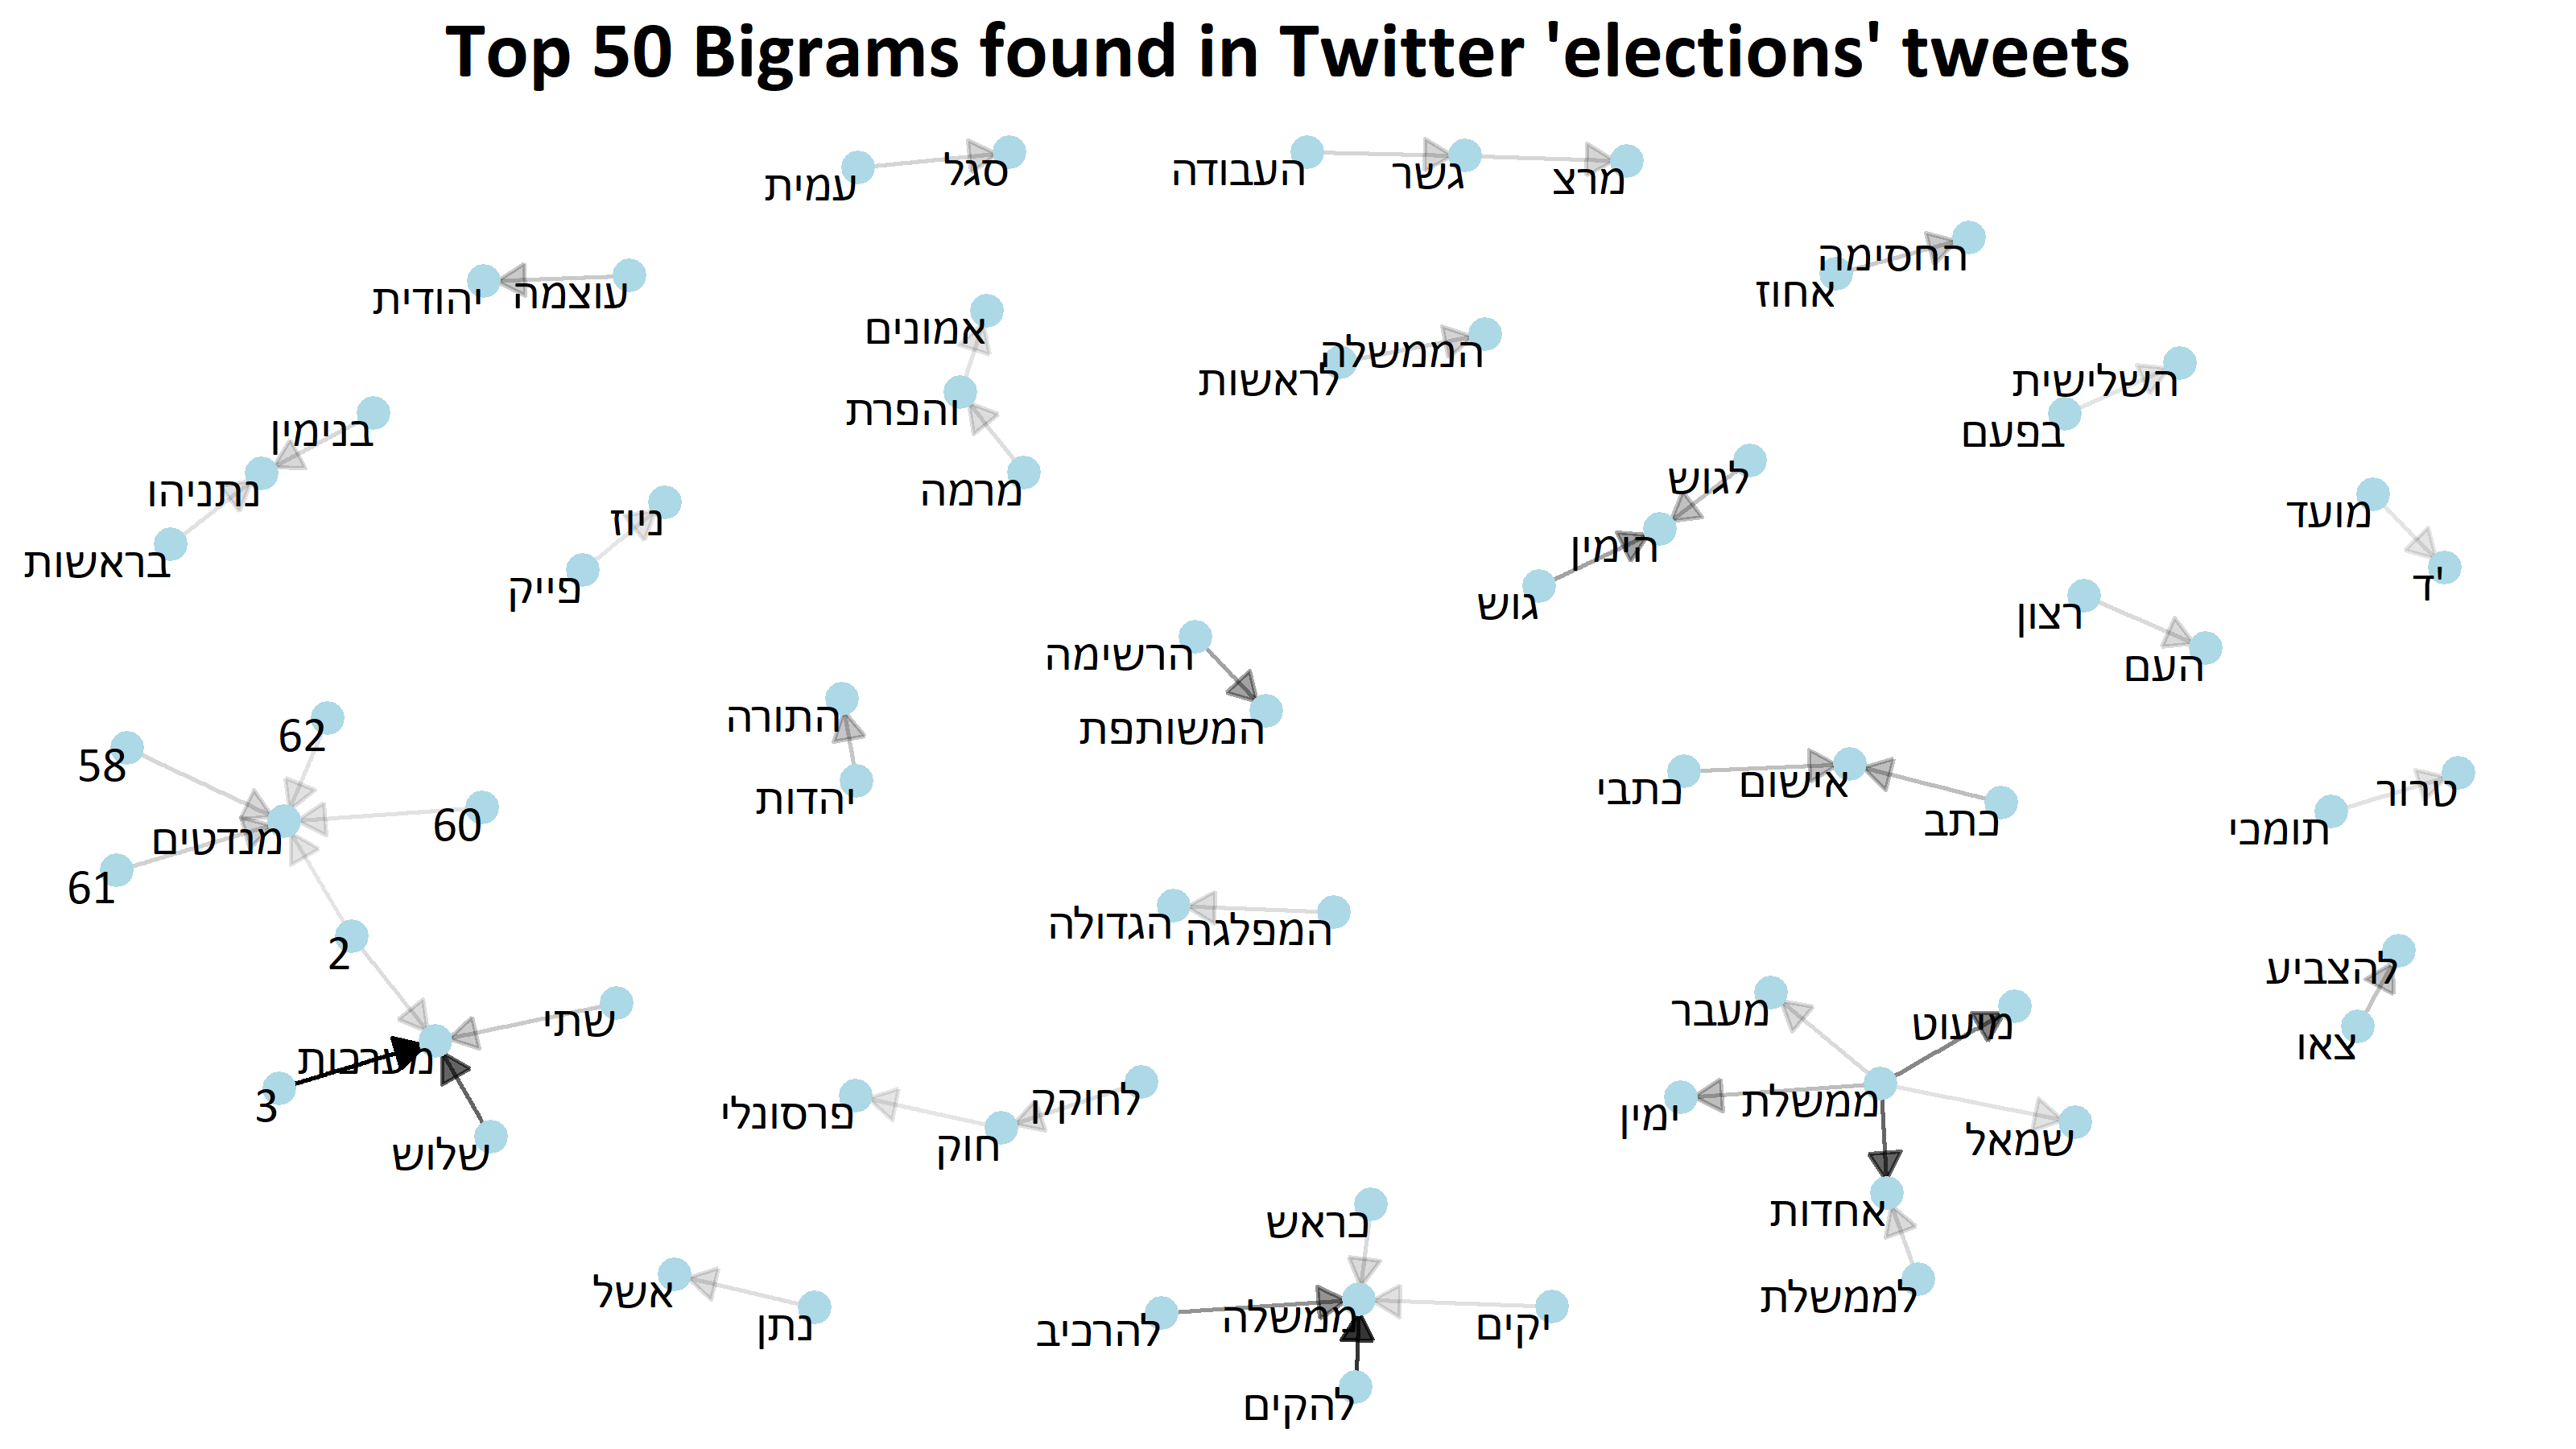 Top 50 Bigrams found in Twitter 'elections' tweets
עמית
סגל
העבודה
גשר
מרצ
החסימה
אחוז
יהודית
עוצמה
אמונים
והפרת
מרמה
הממשלה
לראשות
השלישית
בפעם
בנימין
נתניהו
בראשות
ניוז
פייק
לגוש
הימין
גוש
מועד
ד'
רצון
העם
הרשימה
המשותפת
התורה
יהדות
62
58
60
מנדטים
61
2
כתבי
אישום
כתב
טרור
תומכי
הגדולה
המפלגה
להצביע
צאו
שתי
מערבות
3
שלוש
מעבר
מיעוט
ימין
ממשלת
שמאל
אחדות
לממשלת
פרסונלי
חוק
לחוקק
אשל
נתן
בראש
להרכיב
ממשלה
יקים
להקים